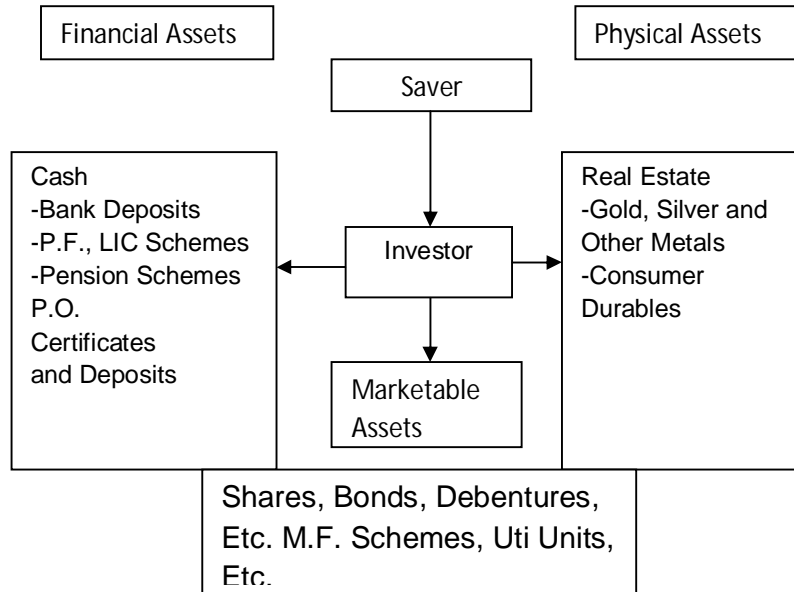 Financial Assets
Physical Assets
Saver
Cash
-Bank Deposits
-P.F., LIC Schemes
-Pension Schemes
P.O.
Certificates
and Deposits
Investor
Real Estate
-Gold, Silver and
Other Metals
-Consumer
Durables
Marketable
Assets
Shares, Bonds, Debentures,
Etc. M.F. Schemes, Uti Units,
Etc.